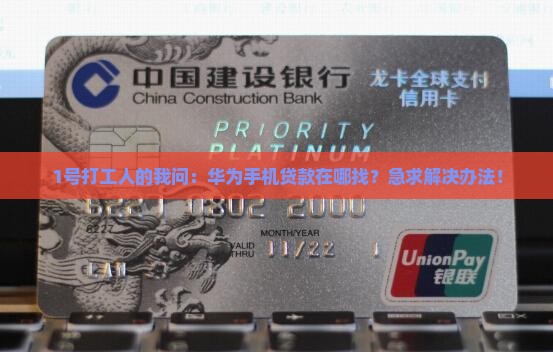 中国建设银行 龙卡全球支付
China Construction Bank 信用卡
PRIORITY
PLATINUM
1号打工人的我问：华为手机贷款在哪找？急求解决办法！
6227
MONTH/YEAR
VALID
THRU
11/22
UnionPay
银联